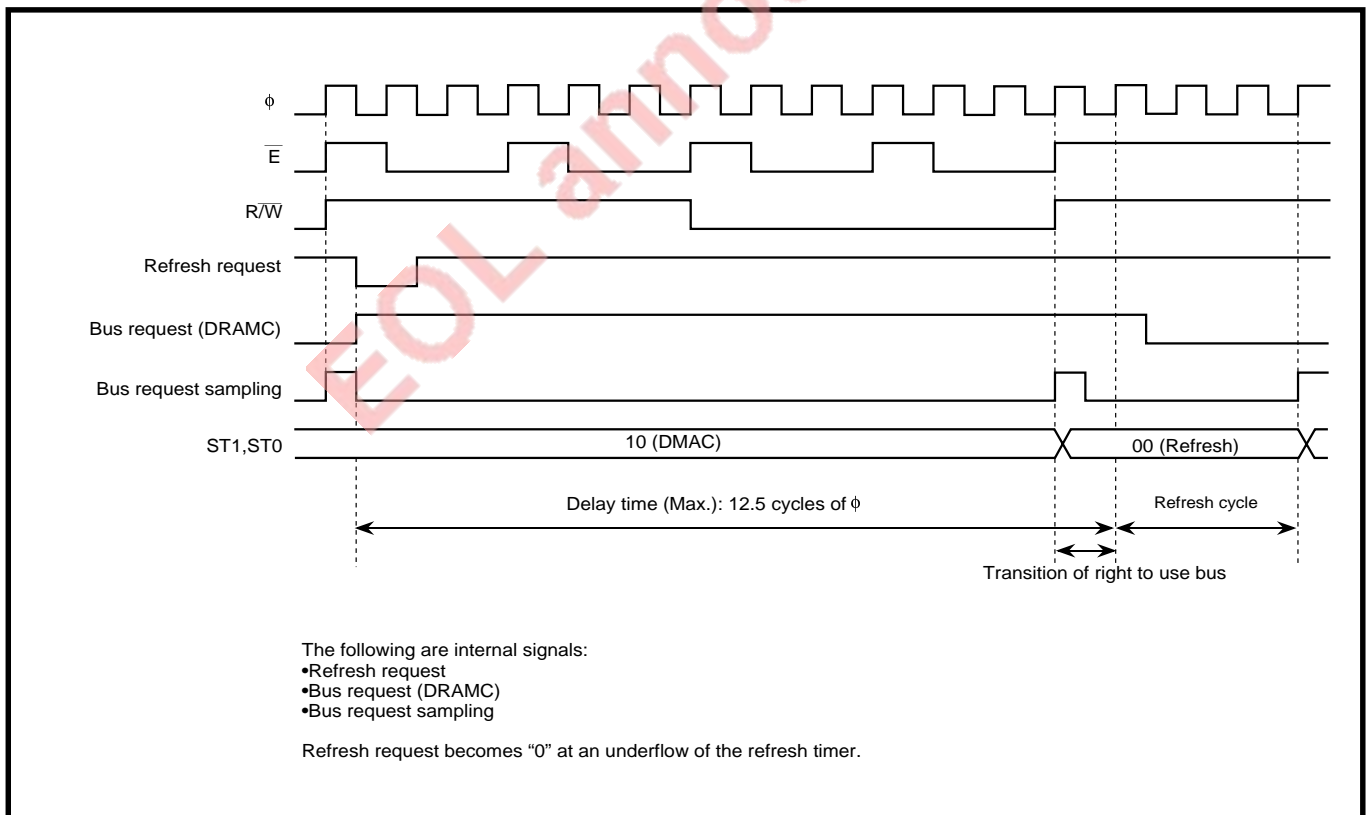 EOL anno
φ
E
R/W
Refresh request
Bus request (DRAMC)
Bus request sampling
ST1,ST0
10 (DMAC)
00 (Refresh)
Delay time (Max.): 12.5 cycles of φ
Refresh cycle
Transition of right to use bus
The following are internal signals:
•Refresh request
•Bus request (DRAMC)
•Bus request sampling
Refresh request becomes “0” at an underflow of the refresh timer.